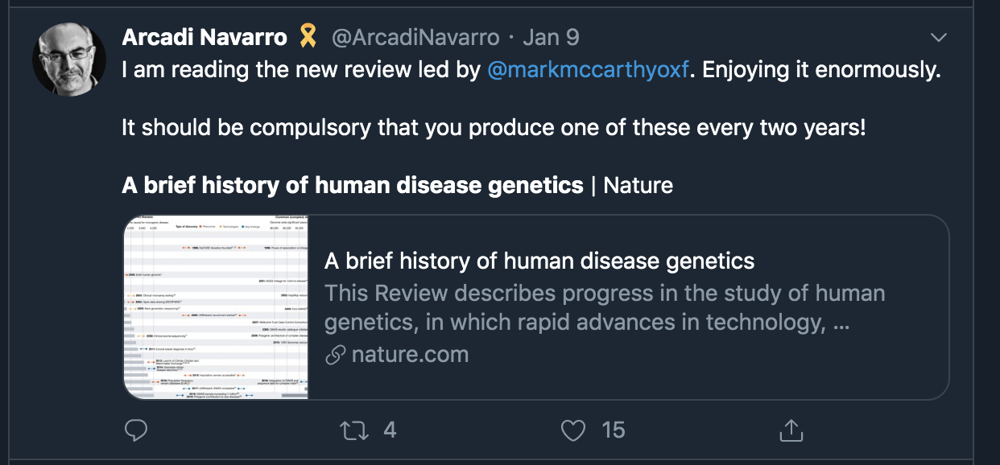 Arcadi Navarro 🎗 @ArcadiNavarro · Jan 9
I am reading the new review led by @markmccarthyoxf. Enjoying it enormously.
It should be compulsory that you produce one of these every two years!
A brief history of human disease genetics | Nature
A brief history of human disease genetics
This Review describes progress in the study of human
genetics, in which rapid advances in technology, ...
nature.com
4
15